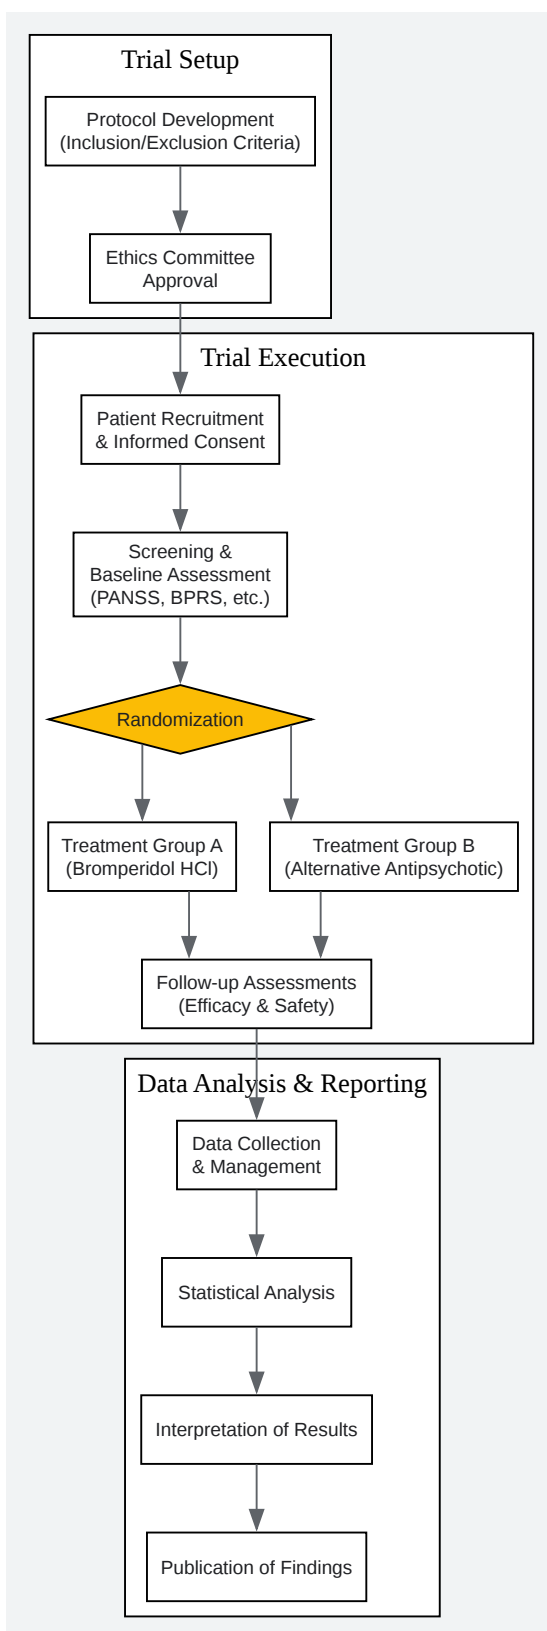 Trial Setup
Protocol Development
(Inclusion/Exclusion Criteria)
Ethics Committee
Approval
Trial Execution
Patient Recruitment
& Informed Consent
Screening &
Baseline Assessment
(PANSS, BPRS, etc.)
Randomization
Treatment Group A
(Bromperidol HCl)
Treatment Group B
(Alternative Antipsychotic)
Follow-up Assessments
(Efficacy & Safety)
Data Analysis & Reporting
Data Collection
& Management
Statistical Analysis
Interpretation of Results
Publication of Findings